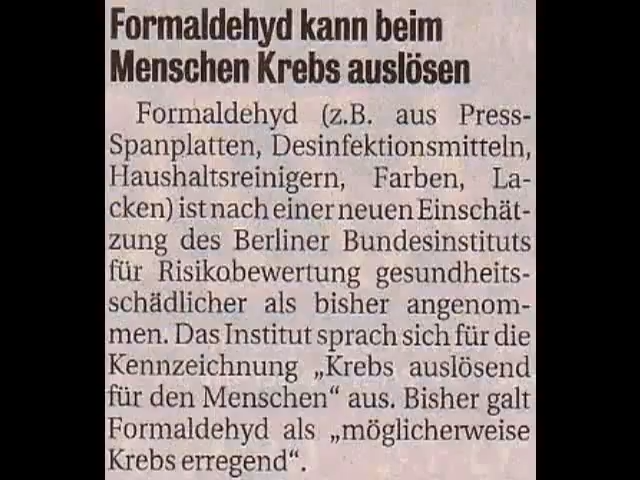 Formaldehyd kann beim
Menschen Krebs auslösen
Formaldehyd (z.B. aus Press-
Spanplatten, Desinfektionsmitteln,
Haushaltsreinigern, Farben, La-
cken) ist nach einer neuen Einschät-
zung des Berliner Bundesinstituts
für Risikobewertung gesundheits-
schädlicher als bisher angenom-
men. Das Institut sprach sich für die
Kennzeichnung „Krebs auslösend
für den Menschen“ aus. Bisher galt
Formaldehyd als „möglicherweise
Krebs erregend“.